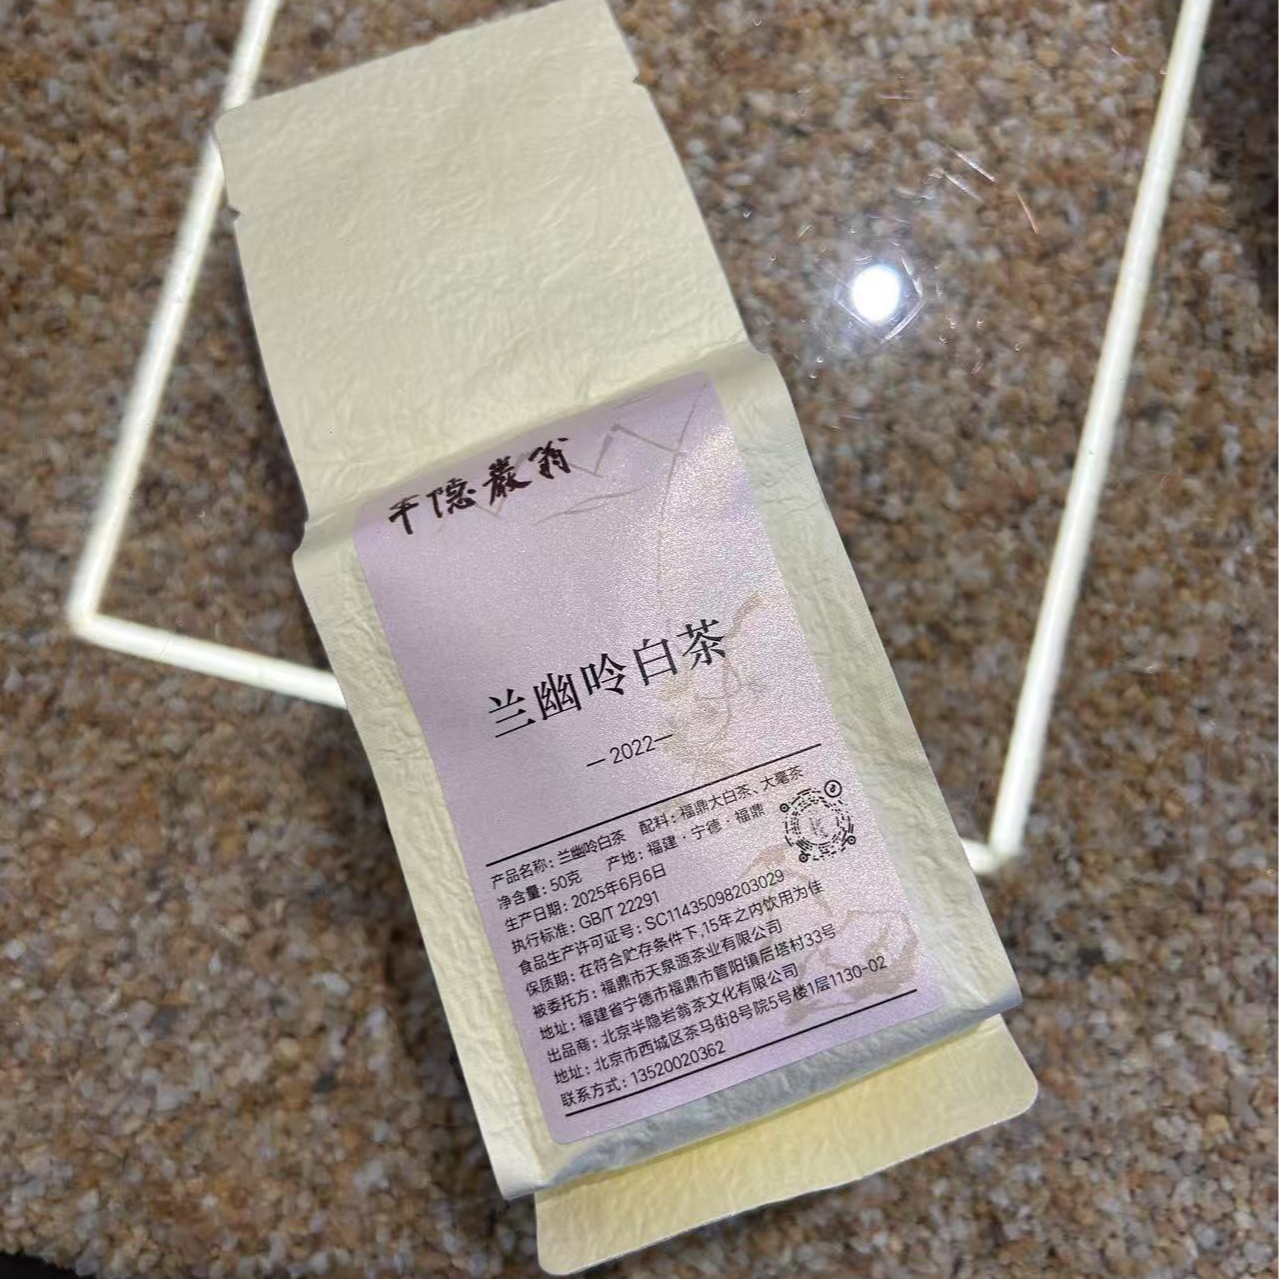 半隐巖翁
兰幽呤白茶
—2022—
产品名称：兰幽呤白茶 配料：福鼎大白茶、大毫茶
净含量：50克 产地：福建·宁德·福鼎
生产日期：2025年6月6日
执行标准：GB/T 22291
食品生产许可证号：SC11435098203029
保质期：在符合贮存条件下,15年之内饮用为佳
被委托方：福鼎市天泉源茶业有限公司
地址：福建省宁德市福鼎市管阳镇后塔村33号
出品商：北京半隐岩翁茶文化有限公司
地址：北京市西城区茶马街8号院5号楼1层1130-02
联系方式：13520020362